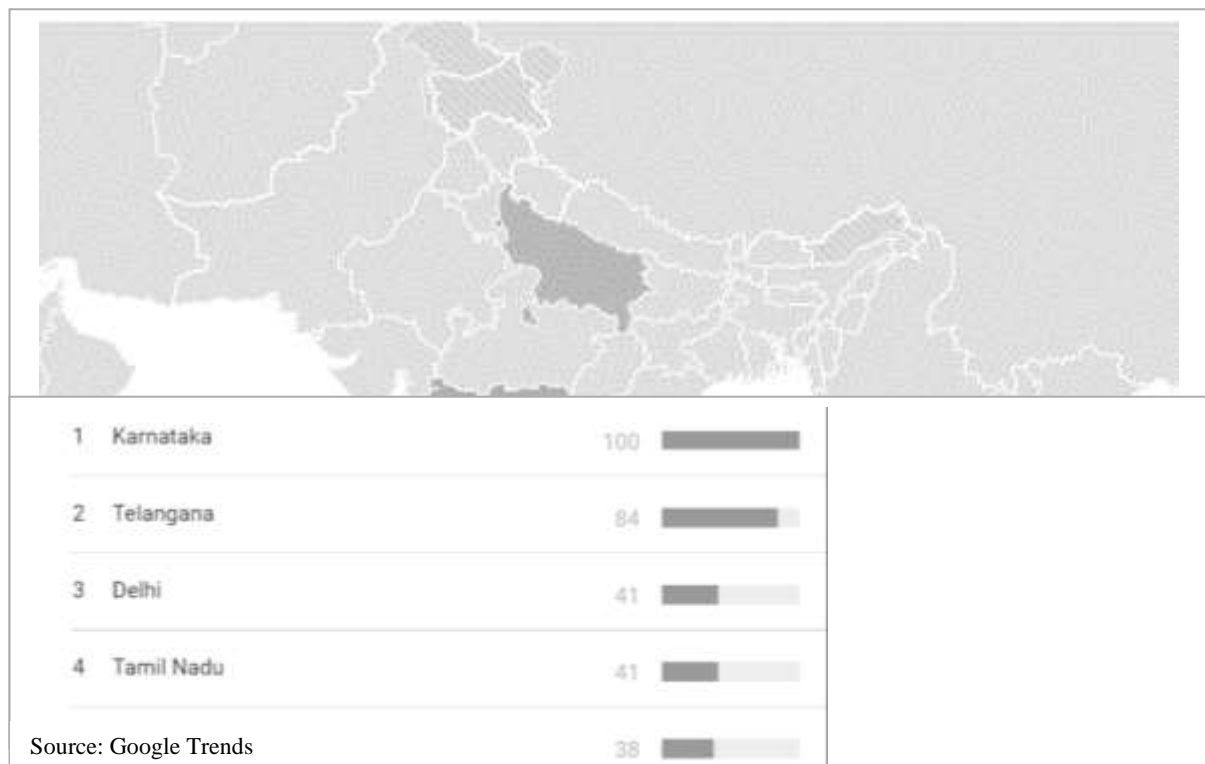 1 Karnataka 100
2 Telangana 84
3 Delhi 41
4 Tamil Nadu 41
Source: Google Trends 38